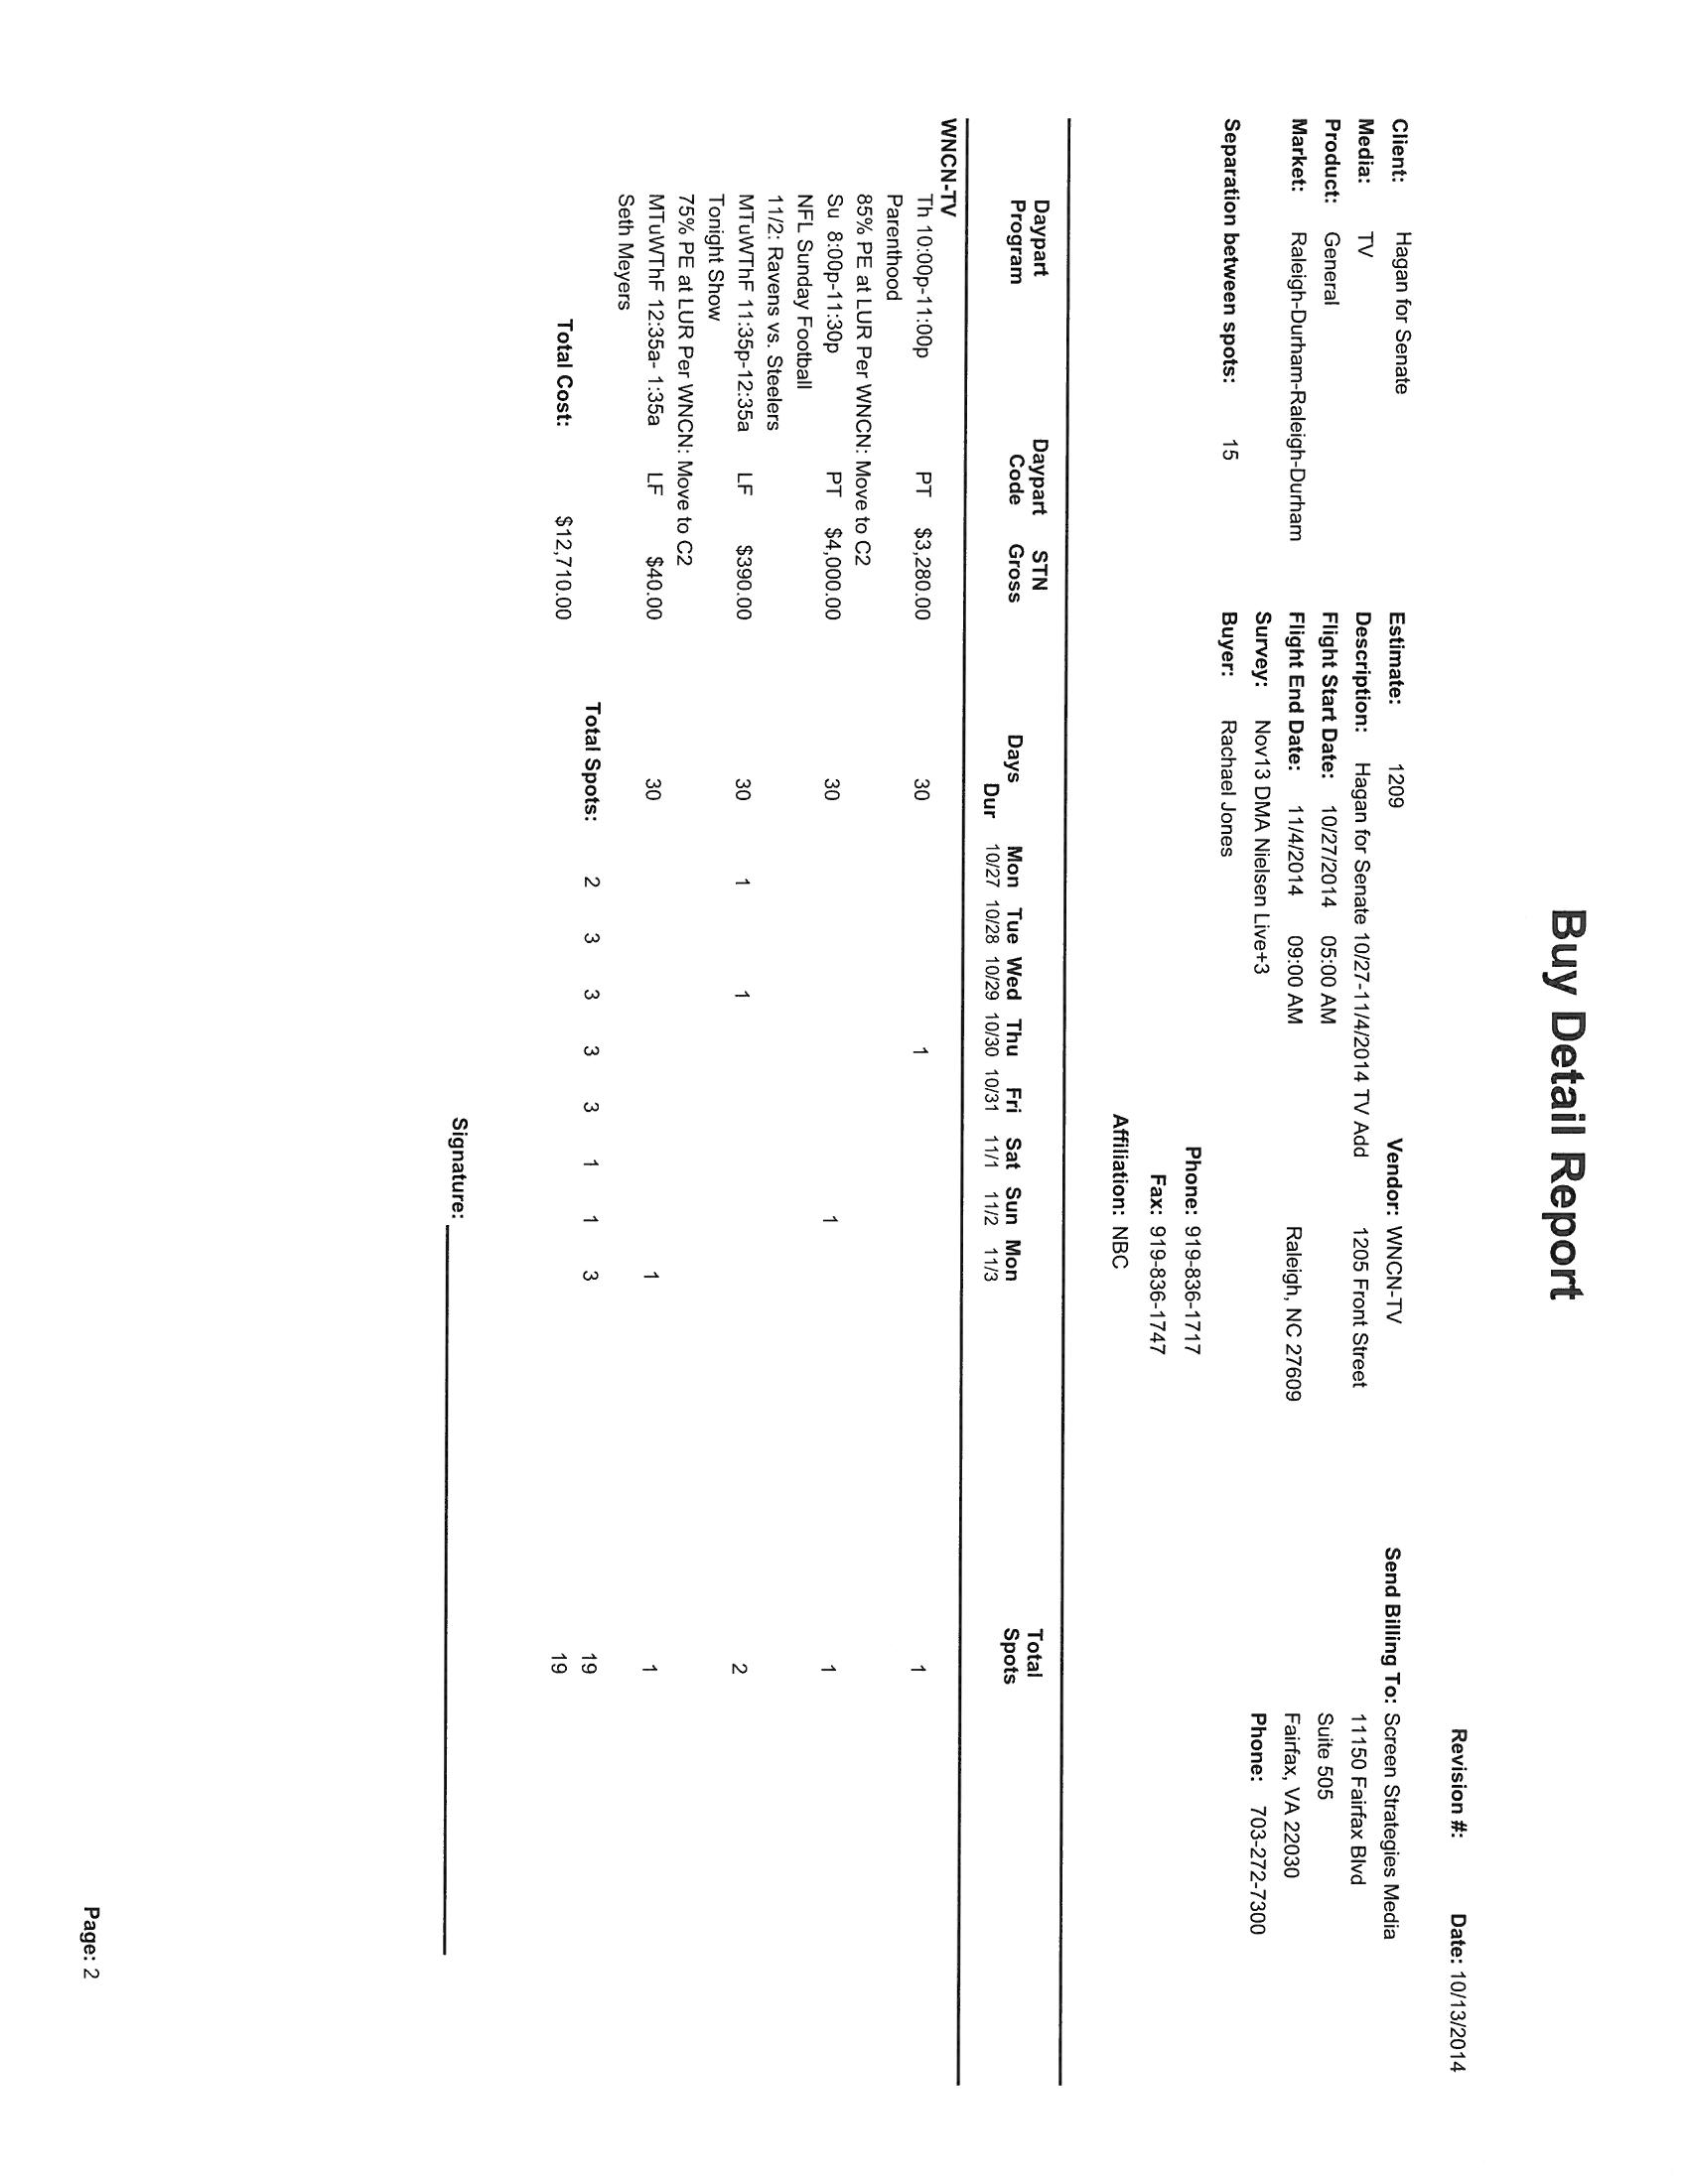 Buy Detail Report
Revision #: Date: 10/13/2014
Client: Hagan for Senate
Media: TV
Product: General
Market: Raleigh-Durham-Raleigh-Durham
Separation between spots: 15
Estimate: 1209
Description: Hagan for Senate 10/27-11/4/2014 TV Add
Flight Start Date: 10/27/2014 05:00 AM
Flight End Date: 11/4/2014 09:00 AM
Survey: Nov13 DMA Nielsen Live+3
Buyer: Rachael Jones
Vendor: WNCN-TV
1205 Front Street
Raleigh, NC 27609
Phone: 919-836-1717
Fax: 919-836-1747
Affiliation: NBC
Send Billing To: Screen Strategies Media
11150 Fairfax Blvd
Suite 505
Fairfax, VA 22030
Phone: 703-272-7300
Daypart Daypart STN Total
Program Code Gross Days Mon Tue Wed Thu Fri Sat Sun Mon Spots
Dur 10/27 10/28 10/29 10/30 10/31 11/1 11/2 11/3
WNCN-TV
Th 10:00p-11:00p PT $3,280.00 30 1 1
Parenthood
85% PE at LUR Per WNCN: Move to C2
Su 8:00p-11:30p PT $4,000.00 30 1 1
NFL Sunday Football
11/2: Ravens vs. Steelers
MTuWThF 11:35p-12:35a LF $390.00 30 1 1 2
Tonight Show
75% PE at LUR Per WNCN: Move to C2
MTuWThF 12:35a- 1:35a LF $40.00 30 1 1
Seth Meyers
Total Spots: 2 3 3 3 3 1 1 3 19
Total Cost: $12,710.00 19
Signature:
Page: 2